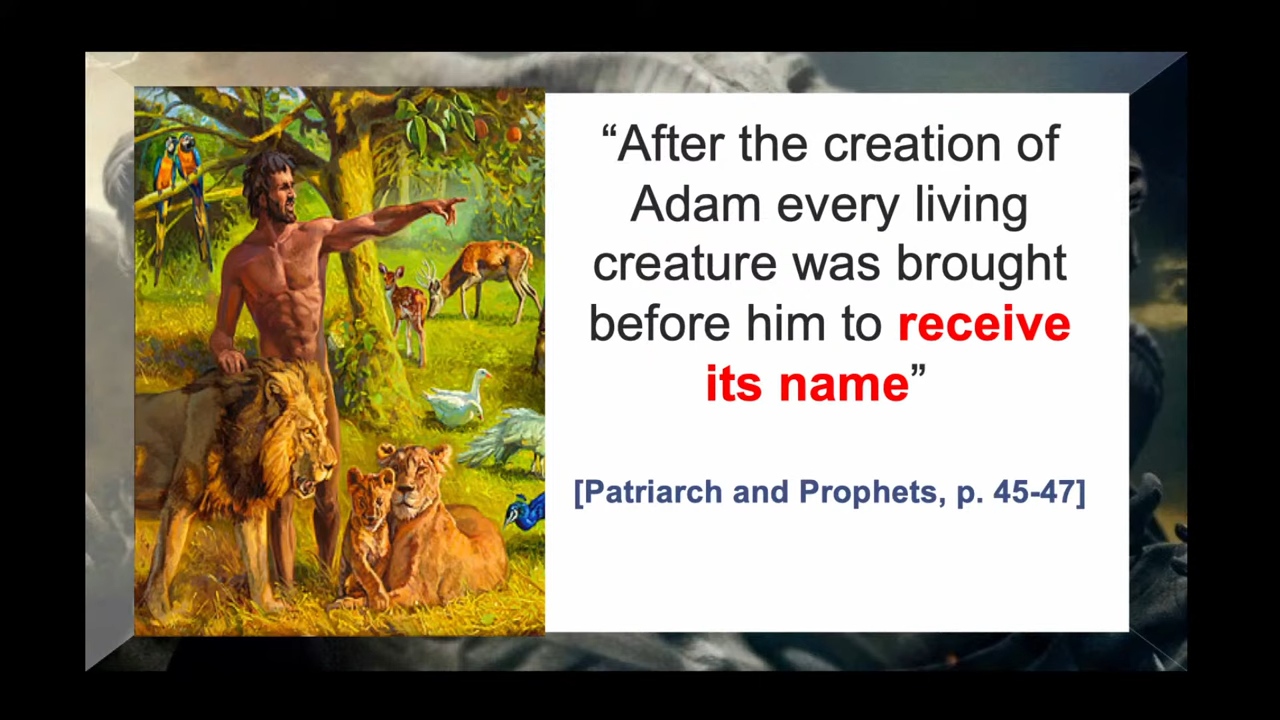 “After the creation of
Adam every living
creature was brought
before him to receive
its name”
[Patriarch and Prophets, p. 45-47]